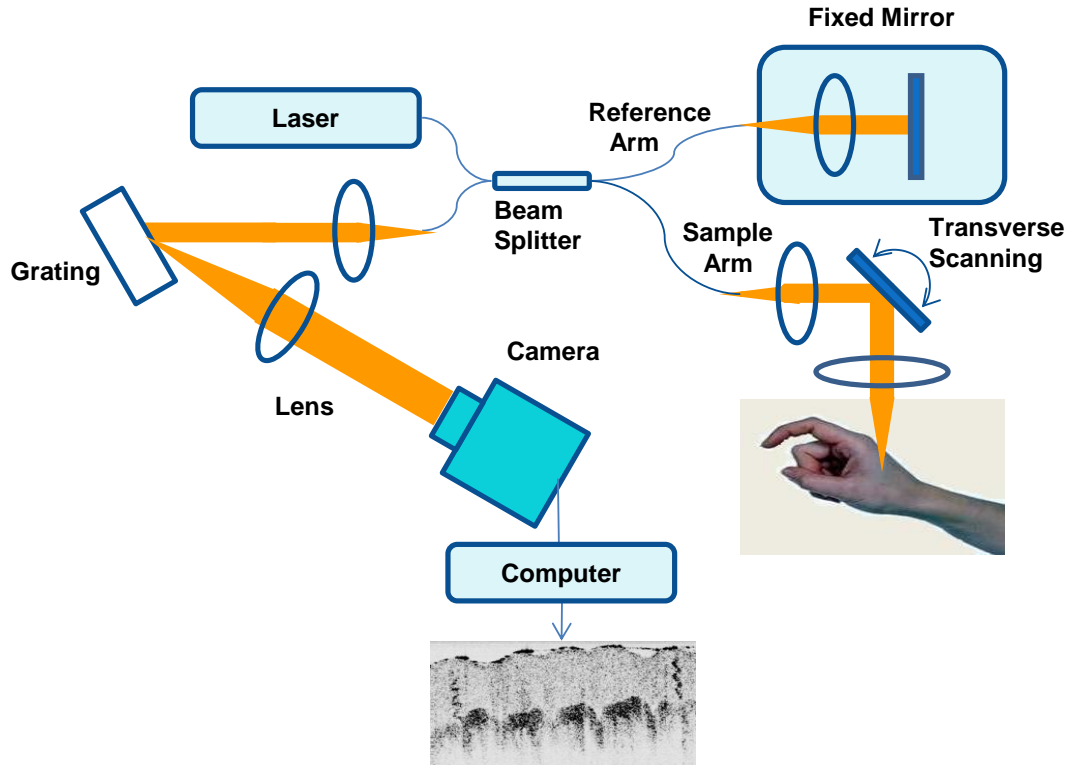 Fixed Mirror
Laser
Reference
Arm
Beam
Splitter
Sample
Arm
Transverse
Scanning
Grating
Camera
Lens
Computer